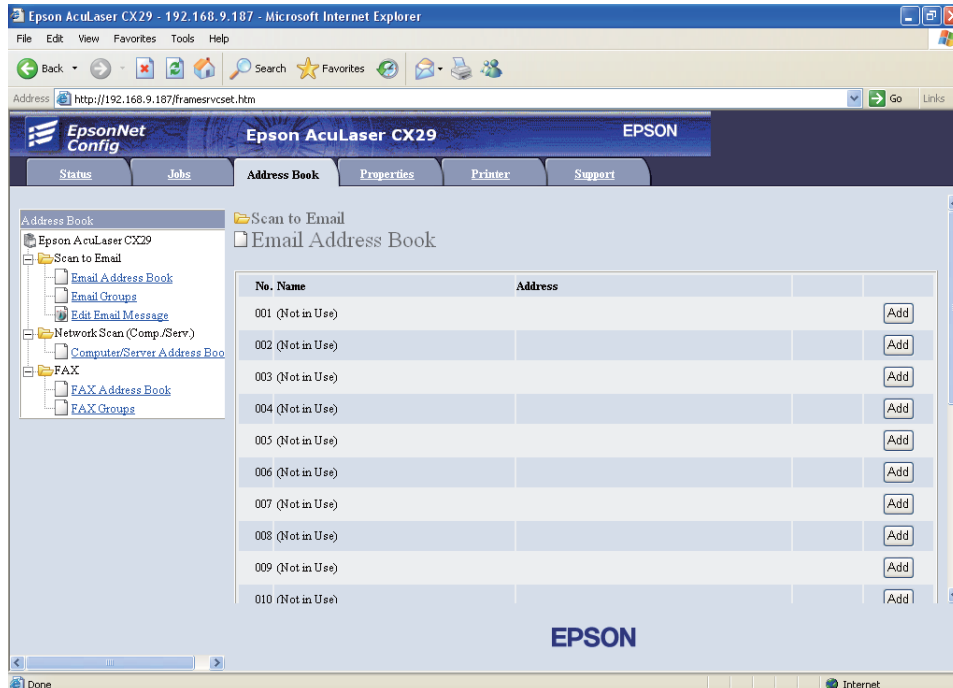 Epson AcuLaser CX29 - 192.168.9.187 - Microsoft Internet Explorer
File Edit View Favorites Tools Help
Back Search Favorites
Address http://192.168.9.187/framesrvcset.htm Go Links
EpsonNet
Config
Epson AcuLaser CX29
EPSON
Status Jobs Address Book Properties Printer Support
Address Book
Epson AcuLaser CX29
Scan to Email
Email Address Book
Email Groups
Edit Email Message
Network Scan (Comp./Serv.)
Computer/Server Address Boo
FAX
FAX Address Book
FAX Groups
Scan to Email
Email Address Book
No. Name Address
001 (Not in Use) Add
002 (Not in Use) Add
003 (Not in Use) Add
004 (Not in Use) Add
005 (Not in Use) Add
006 (Not in Use) Add
007 (Not in Use) Add
008 (Not in Use) Add
009 (Not in Use) Add
010 (Not in Use) Add
EPSON
Done Internet